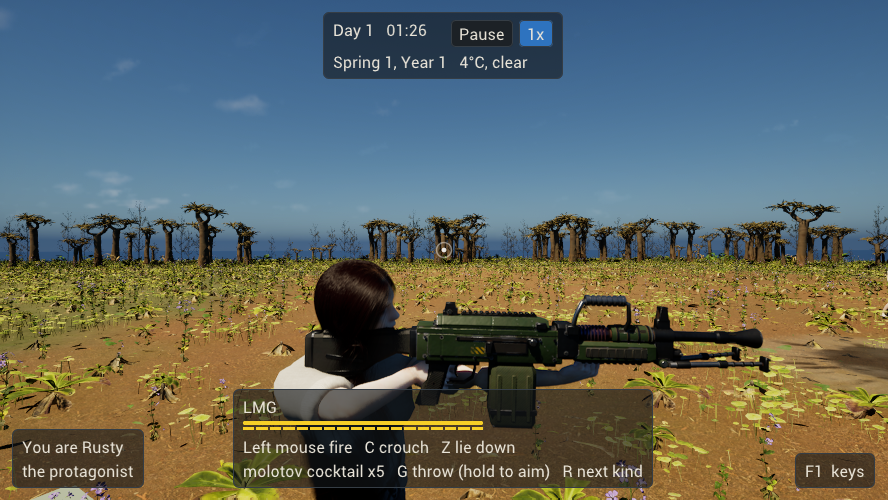 Day 1 01:26 Pause 1x
Spring 1, Year 1 4°C, clear
LMG
Left mouse fire C crouch Z lie down
molotov cocktail x5 G throw (hold to aim) R next kind
You are Rusty
the protagonist
F1 keys